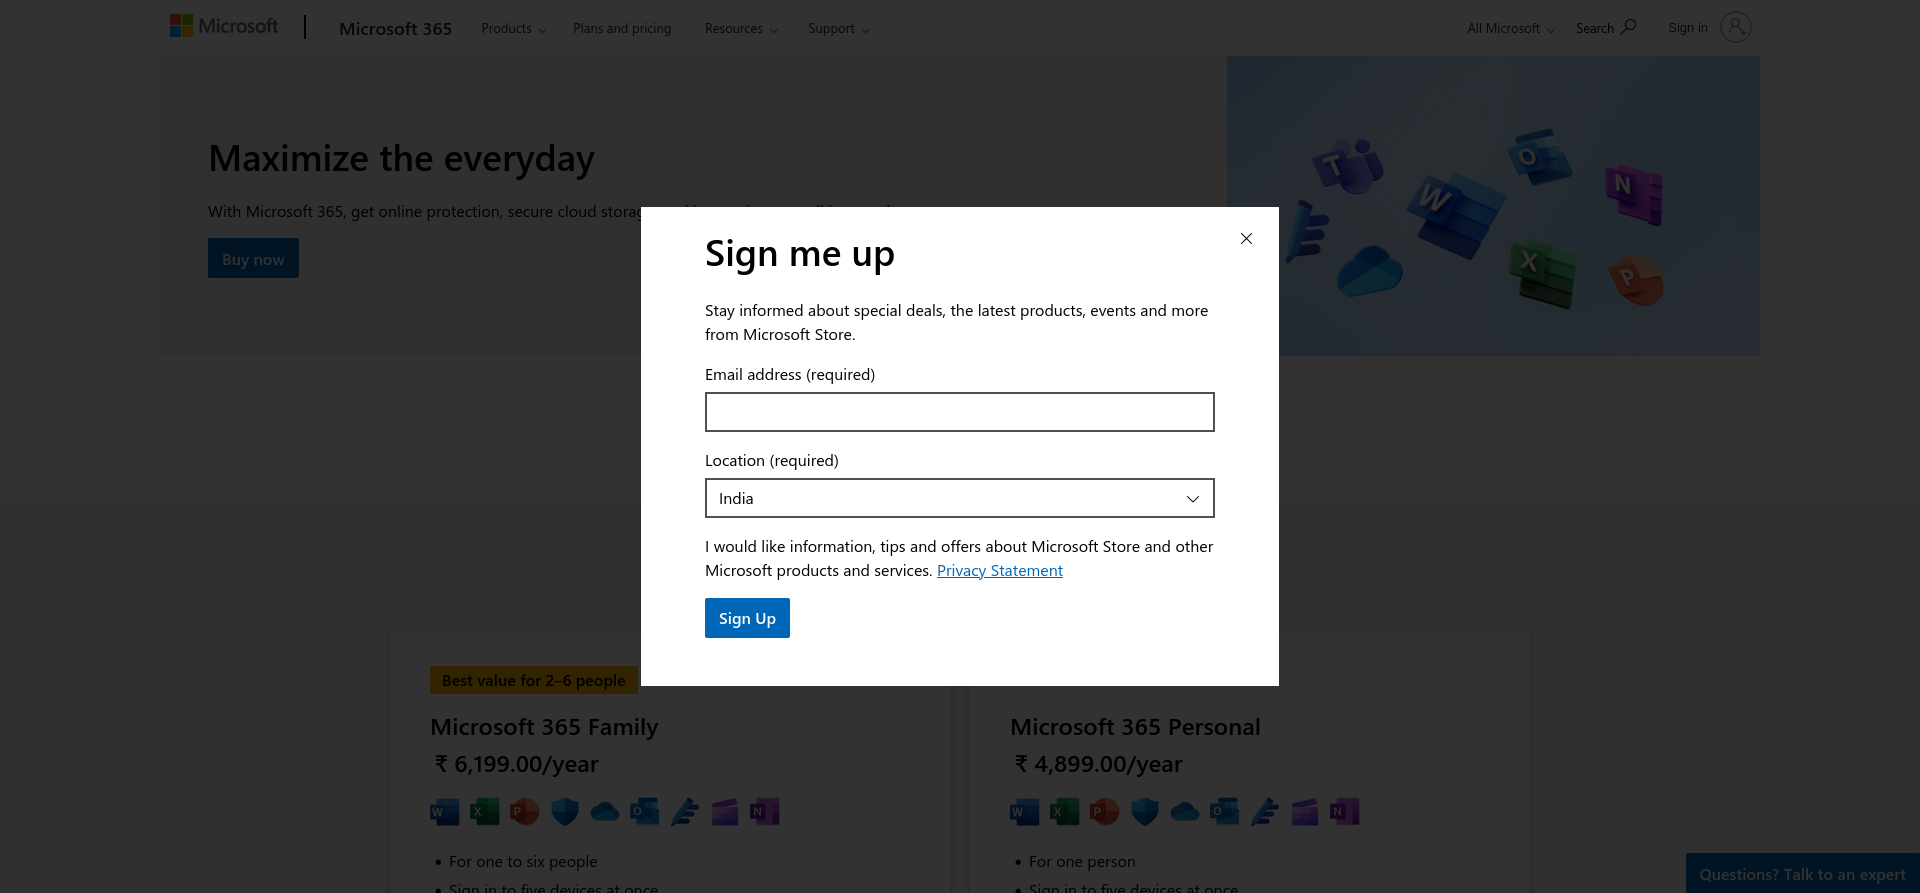 Microsoft
Microsoft 365
Products
Plans and pricing
Resources
Support
All Microsoft
Search
Sign in
Maximize the everyday
With Microsoft 365, get online protection, secure cloud
Buy now
Sign me up
Stay informed about special deals, the latest products, events and more
from Microsoft Store.
Email address (required)
Location (required)
India
I would like information, tips and offers about Microsoft Store and other
Microsoft products and services. Privacy Statement
Sign Up
Best value for 2–6 people
Microsoft 365 Family
₹ 6,199.00/year
W X P O N
• For one to six people
• Sign in to five devices at once
Microsoft 365 Personal
₹ 4,899.00/year
W X P O N
• For one person
• Sign in to five devices at once
Questions? Talk to an expert
T
W
O
N
X
P